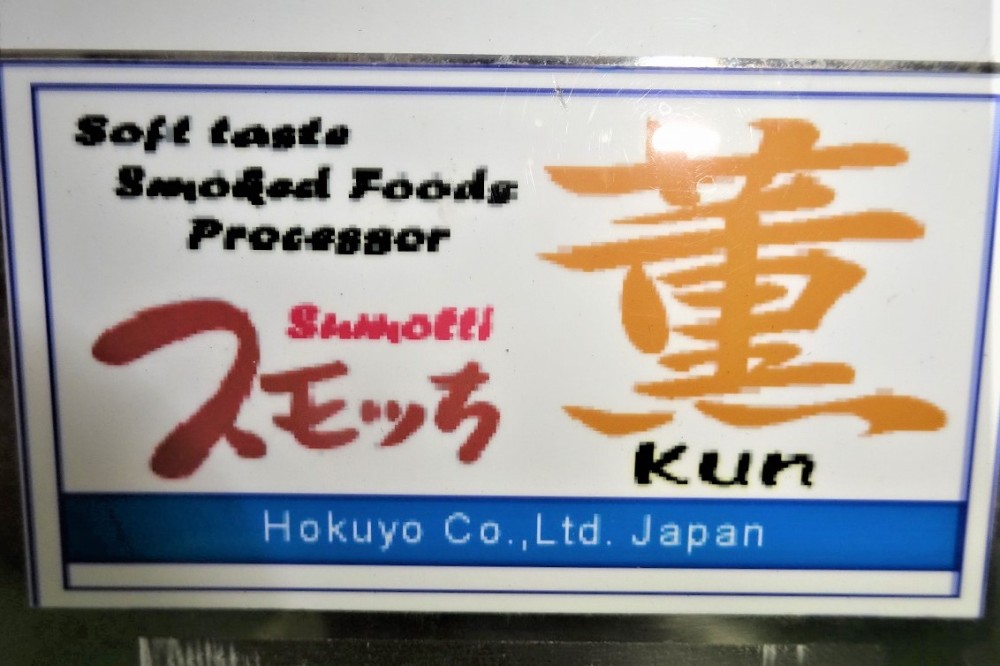 Soft taste
Smoked Foods
Processor
Sumotti
スモッち
薫
Kun
Hokuyo Co.,Ltd. Japan